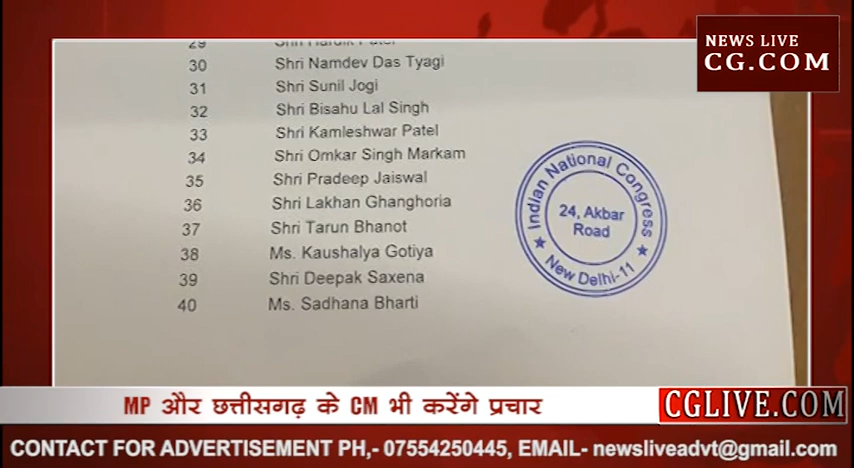 NEWS LIVE
CG.COM
29 Shri Hardik Patel
30 Shri Namdev Das Tyagi
31 Shri Sunil Jogi
32 Shri Bisahu Lal Singh
33 Shri Kamleshwar Patel
34 Shri Omkar Singh Markam
35 Shri Pradeep Jaiswal
36 Shri Lakhan Ghanghoria
37 Shri Tarun Bhanot
38 Ms. Kaushalya Gotiya
39 Shri Deepak Saxena
40 Ms. Sadhana Bharti
Indian National Congress
24, Akbar
Road
★ New Delhi-11 ★
MP और छत्तीसगढ़ के CM भी करेंगे प्रचार
CGLIVE.COM
CONTACT FOR ADVERTISEMENT PH,- 07554250445, EMAIL- newsliveadvt@gmail.com